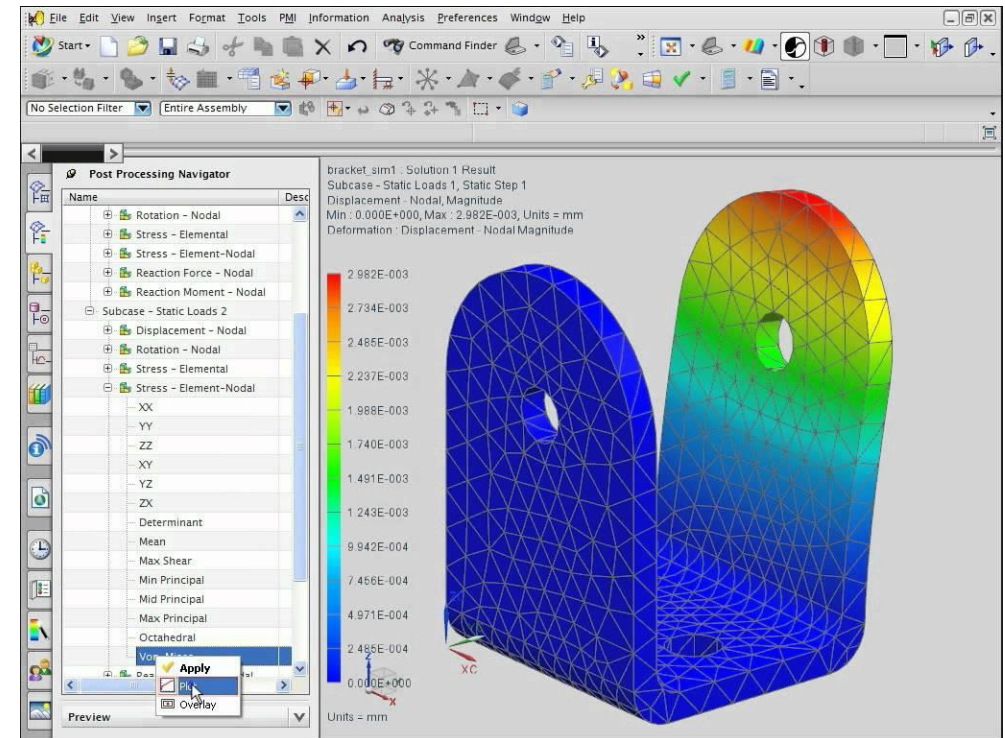 File Edit View Insert Format Tools PMI Information Analysis Preferences Window Help
Start Command Finder
No Selection Filter Entire Assembly
Post Processing Navigator
Name Desc
Rotation - Nodal
Stress - Elemental
Stress - Element-Nodal
Reaction Force - Nodal
Reaction Moment - Nodal
Subcase - Static Loads 2
Displacement - Nodal
Rotation - Nodal
Stress - Elemental
Stress - Element-Nodal
XX
YY
ZZ
XY
YZ
ZX
Determinant
Mean
Max Shear
Min Principal
Mid Principal
Max Principal
Octahedral
Apply
Overlay
Preview
bracket_sim1 : Solution 1 Result
Subcase - Static Loads 1, Static Step 1
Displacement - Nodal, Magnitude
Min : 0.000E+000, Max : 2.982E-003, Units = mm
Deformation : Displacement - Nodal Magnitude
2.982E-003
2.734E-003
2.485E-003
2.237E-003
1.988E-003
1.740E-003
1.491E-003
1.243E-003
9.942E-004
7.456E-004
4.971E-004
2.485E-004
0.000E+000
Units = mm
XC
Z
X